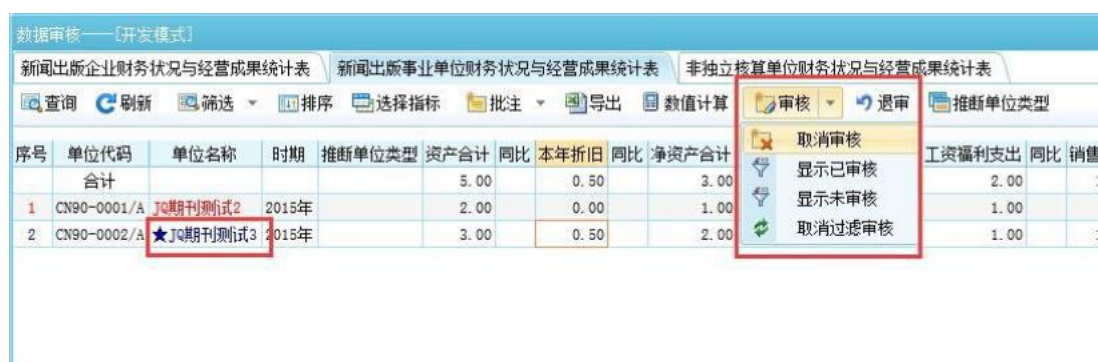 数据审核——[开发模式]
新闻出版企业财务状况与经营成果统计表 新闻出版事业单位财务状况与经营成果统计表 非独立核算单位财务状况与经营成果统计表
查询 刷新 筛选 排序 选择指标 批注 导出 数值计算 审核 退审 推断单位类型
取消审核
显示已审核
显示未审核
取消过滤审核
序号 单位代码 单位名称 时期 推断单位类型 资产合计 同比 本年折旧 同比 净资产合计 工资福利支出 同比 销售
合计 5.00 0.50 3.00 2.00
1 CN90-0001/A JQ期刊测试2 2015年 2.00 0.00 1.00 1.00
2 CN90-0002/A ★JQ期刊测试3 2015年 3.00 0.50 2.00 1.00